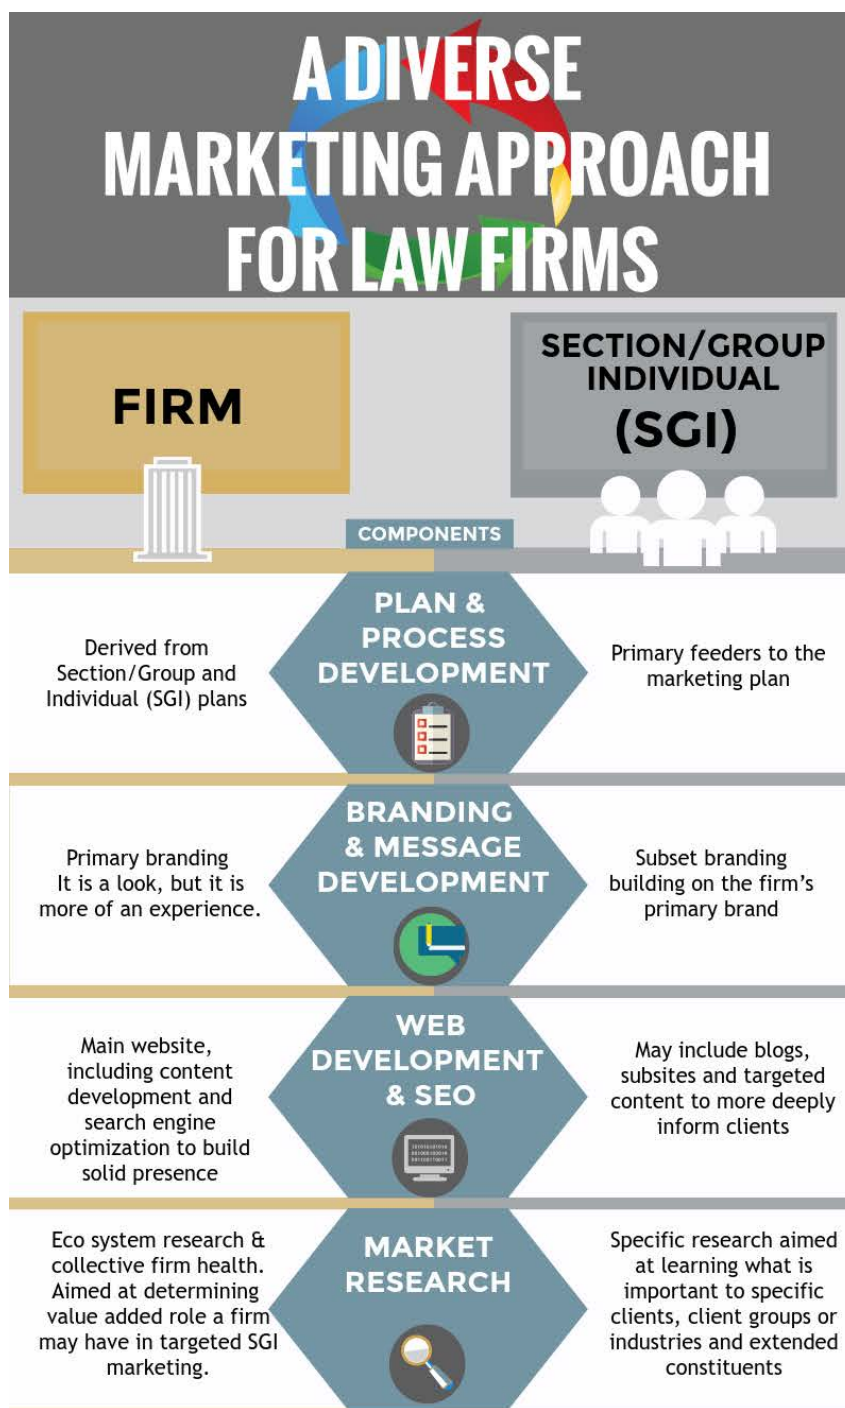 A DIVERSE
MARKETING APPROACH
FOR LAW FIRMS
FIRM
SECTION/GROUP
INDIVIDUAL
(SGI)
COMPONENTS
PLAN &
PROCESS
DEVELOPMENT
Derived from
Section/Group and
Individual (SGI) plans
Primary feeders to the
marketing plan
BRANDING
& MESSAGE
DEVELOPMENT
Primary branding
It is a look, but it is
more of an experience.
Subset branding
building on the firm's
primary brand
WEB
DEVELOPMENT
& SEO
Main website,
including content
development and
search engine
optimization to build
solid presence
May include blogs,
subsites and targeted
content to more deeply
inform clients
MARKET
RESEARCH
Eco system research &
collective firm health.
Aimed at determining
value added role a firm
may have in targeted SGI
marketing.
Specific research aimed
at learning what is
important to specific
clients, client groups or
industries and extended
constituents